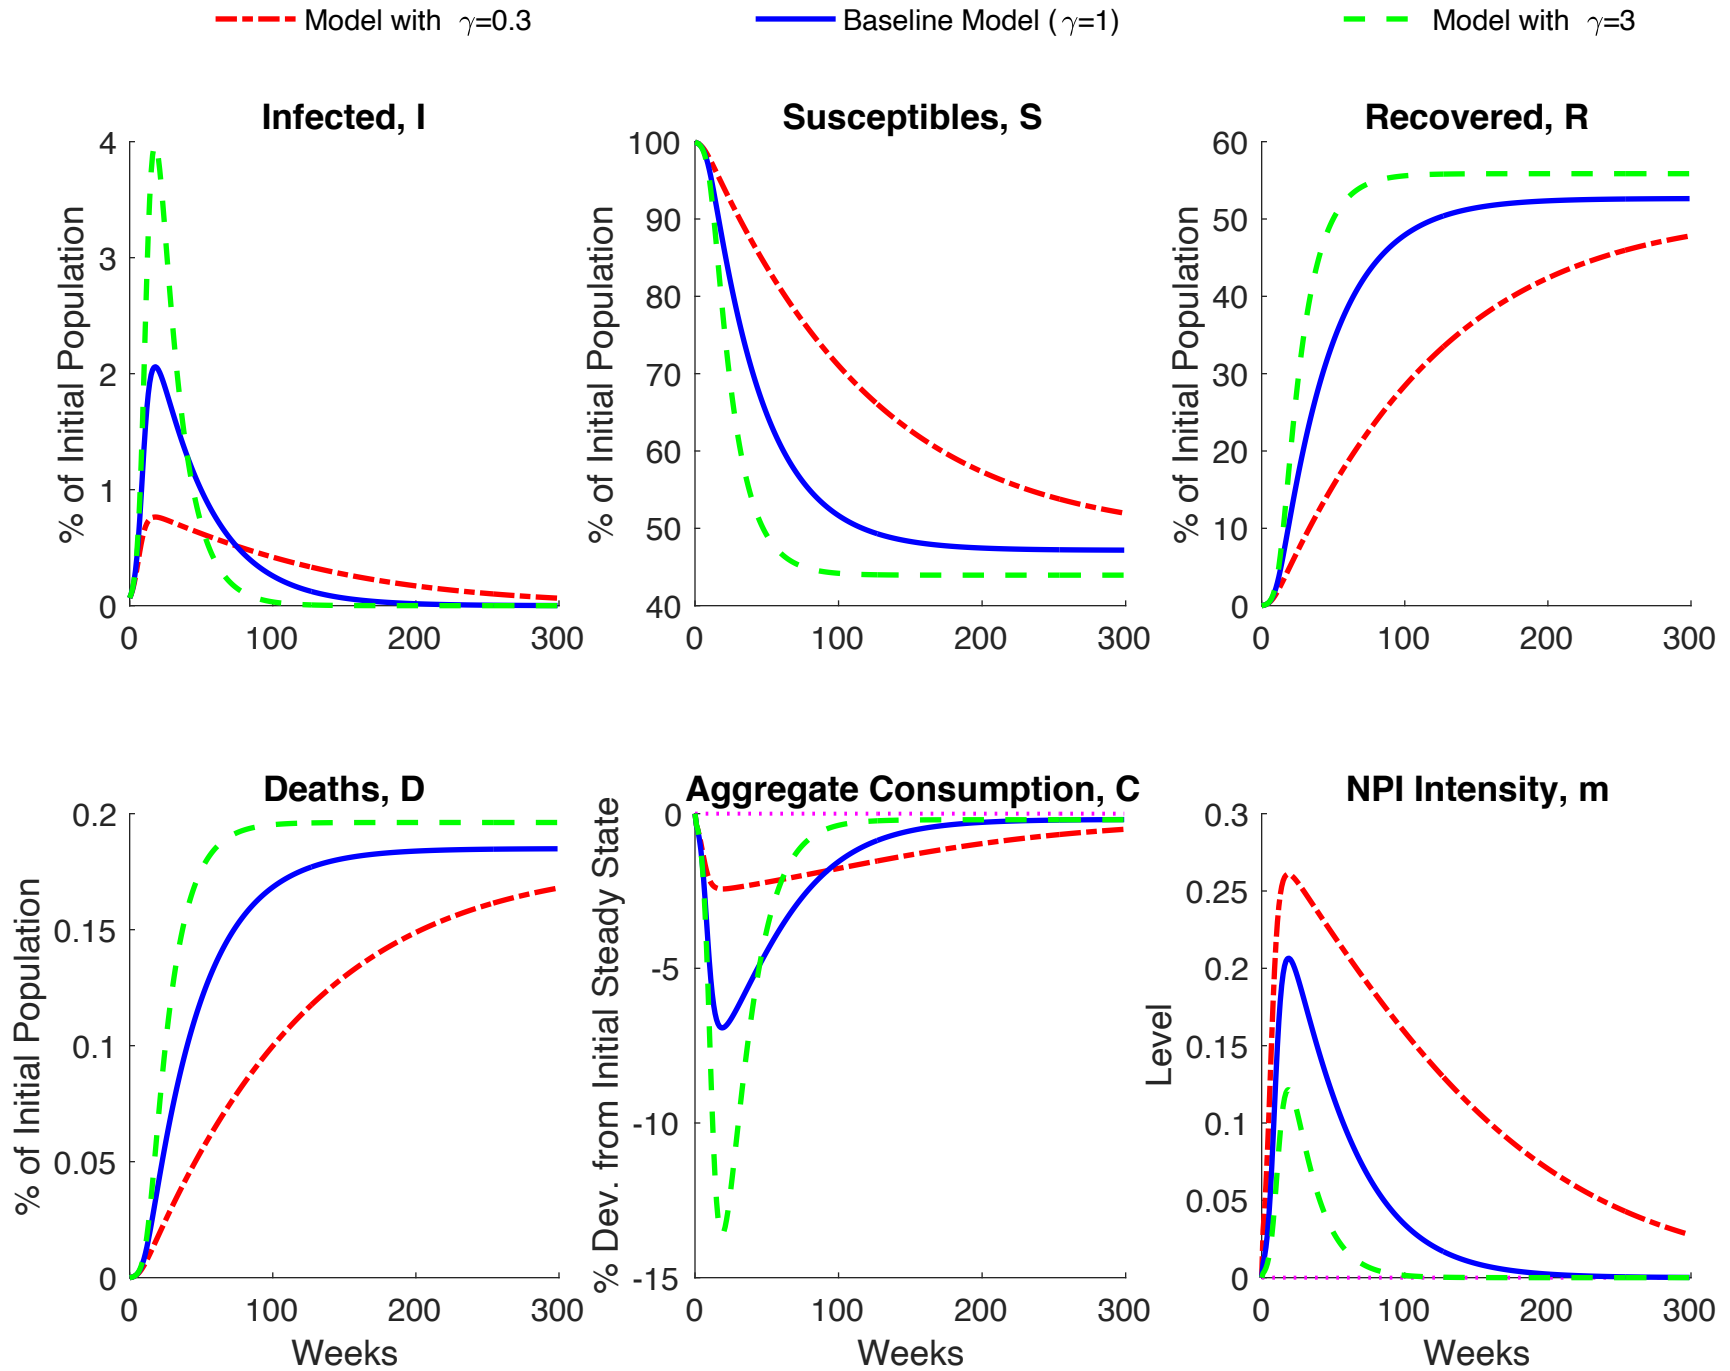 Model with γ=0.3
Baseline Model (γ=1)
Model with γ=3
Infected, I
% of Initial Population
4
3
2
1
0
0 100 200 300
Susceptibles, S
% of Initial Population
100
90
80
70
60
50
40
0 100 200 300
Recovered, R
% of Initial Population
60
50
40
30
20
10
0
0 100 200 300
Deaths, D
% of Initial Population
0.2
0.15
0.1
0.05
0
0 100 200 300
Weeks
Aggregate Consumption, C
% Dev. from Initial Steady State
0
-5
-10
-15
0 100 200 300
Weeks
NPI Intensity, m
Level
0.3
0.25
0.2
0.15
0.1
0.05
0
0 100 200 300
Weeks